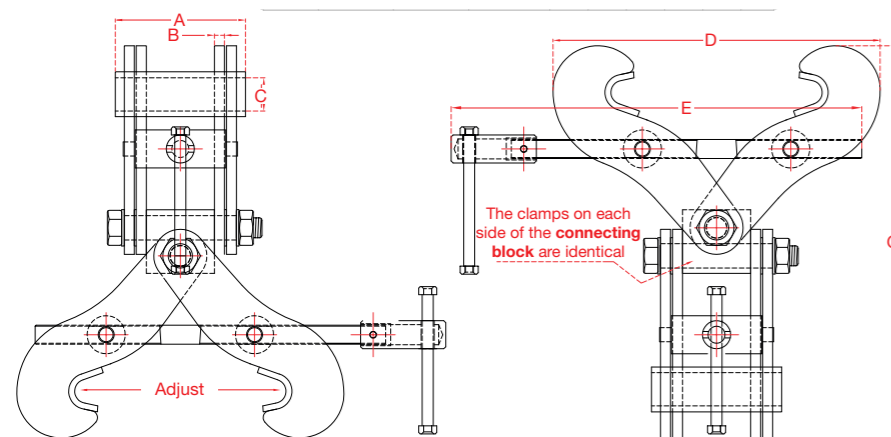 A
B
C
D
E
The clamps on each
side of the connecting
block are identical
Adjust